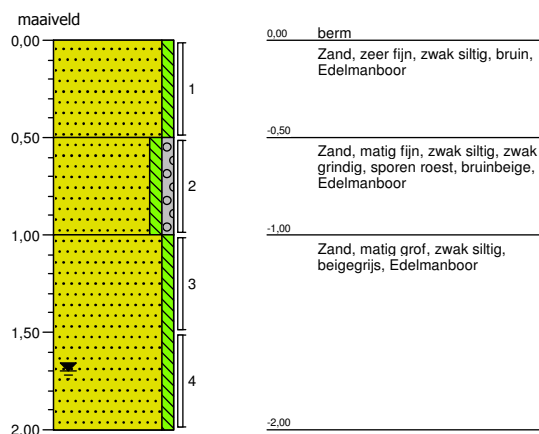 maaiveld
0,00
0,50
1,00
1,50
2,00
1
2
3
4
0,00
berm
Zand, zeer fijn, zwak siltig, bruin,
Edelmanboor
-0,50
Zand, matig fijn, zwak siltig, zwak
grindig, sporen roest, bruinbeige,
Edelmanboor
-1,00
Zand, matig grof, zwak siltig,
beigegrijs, Edelmanboor
-2,00